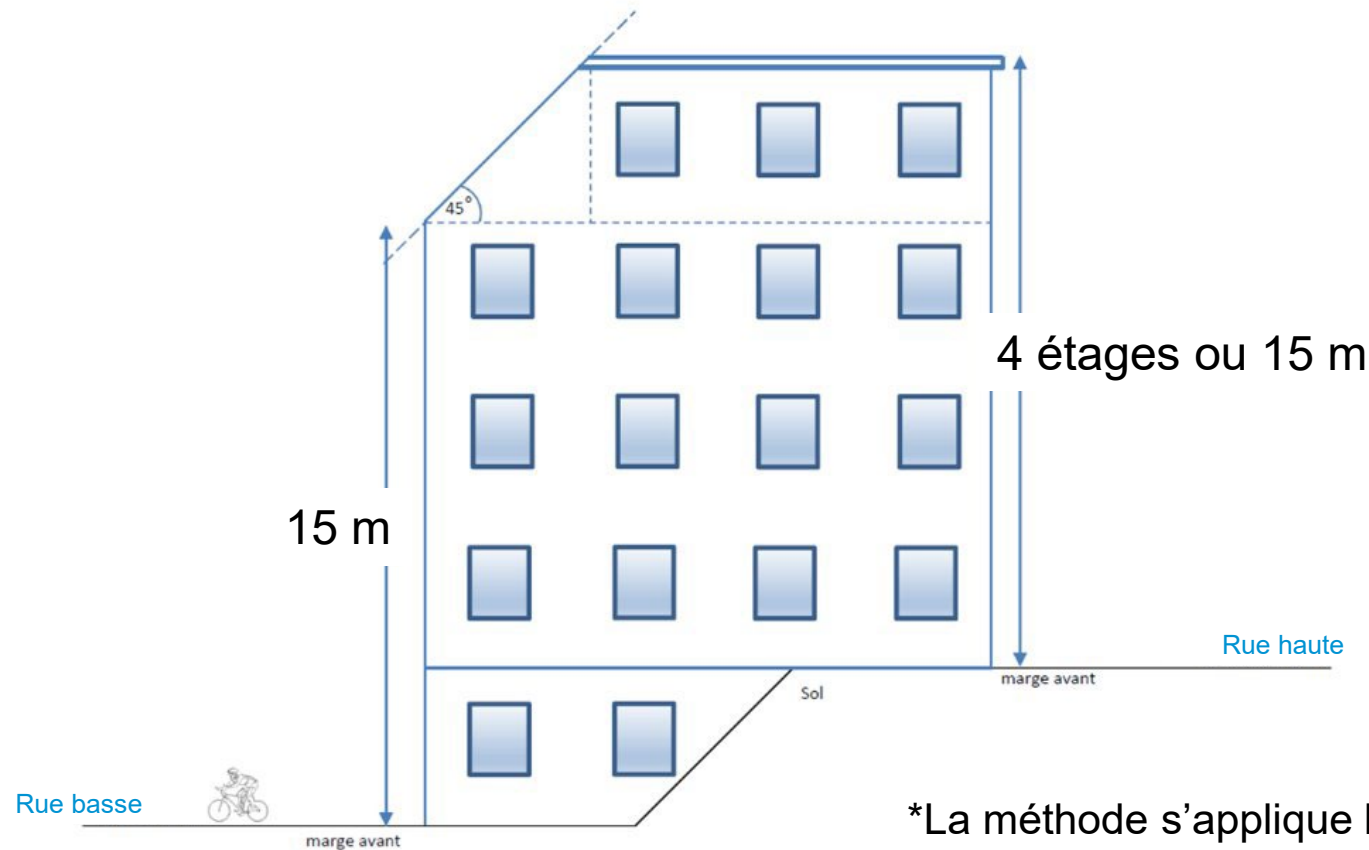 45°
4 étages ou 15 m
15 m
Rue haute
marge avant
Sol
Rue basse
marge avant
*La méthode s’applique